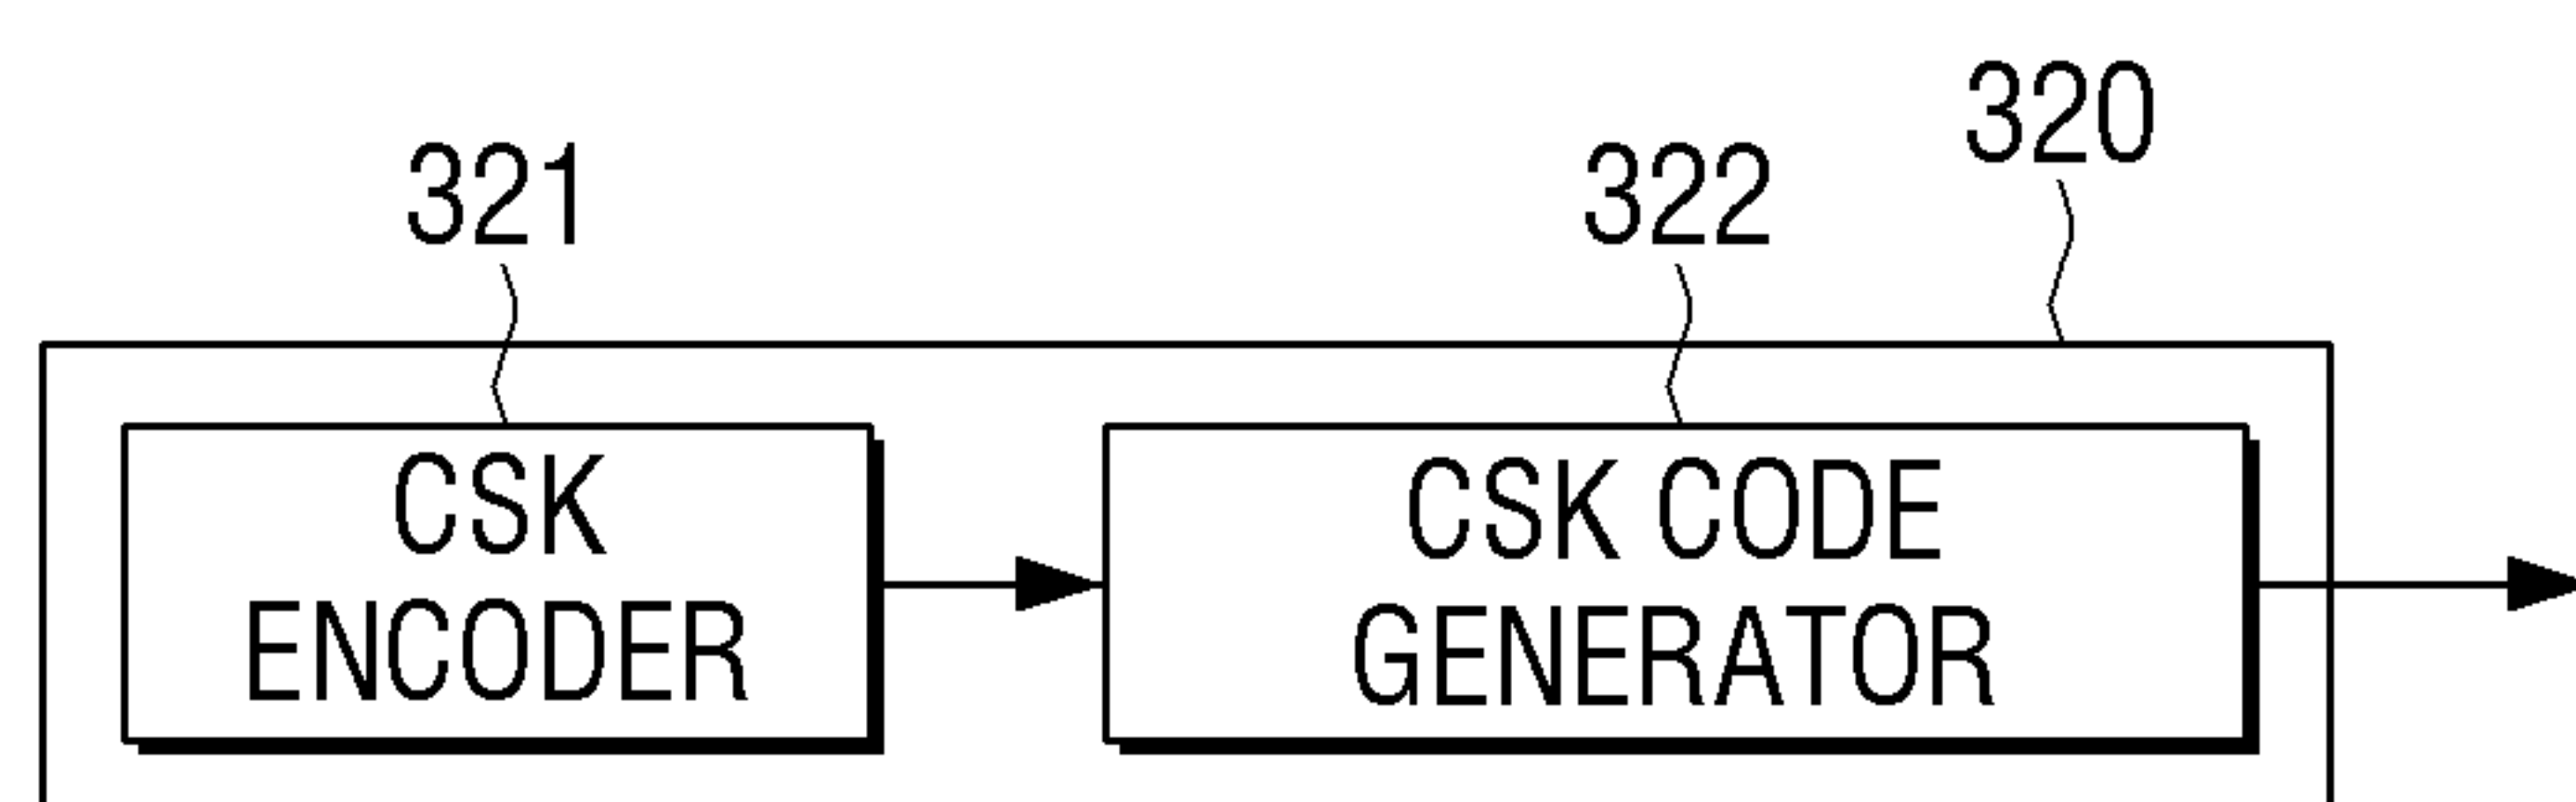 320
321
322
CSK
ENCODER
CSK CODE
GENERATOR